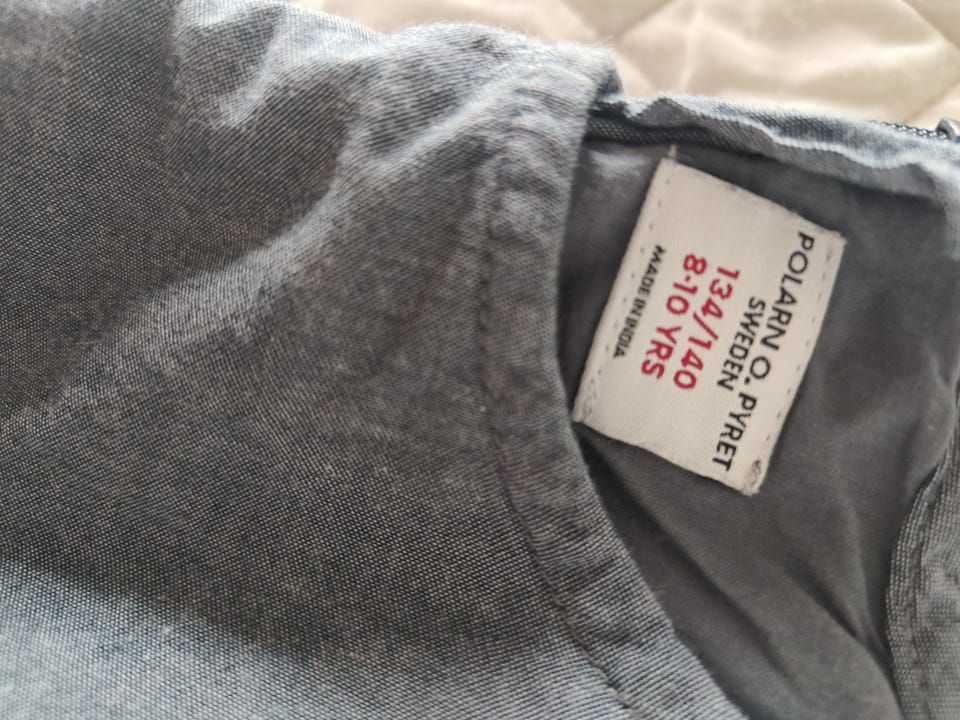 POLARN O. PYRET
SWEDEN
134/140
8-10 YRS
MADE IN INDIA